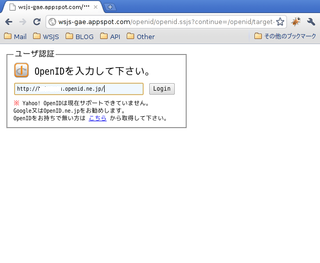 wsjs-gae.appspot.com/***
wsjs-gae.appspot.com/openid/openid.ssjs?continue=/openid/target-
Mail WSJS BLOG API Other その他のブックマーク
ユーザ認証
OpenIDを入力して下さい。
.openid.ne.jp/ Login
※ Yahoo! OpenIDは現在サポートできていません。
Google又はOpenID.ne.jpをお勧めします。
OpenIDをお持ちで無い方は こちら から取得して下さい。